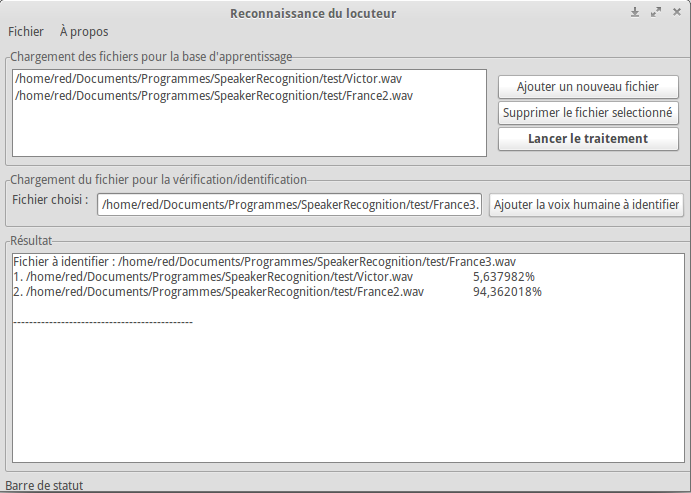 Reconnaissance du locuteur
Fichier À propos
Chargement des fichiers pour la base d'apprentissage
/home/red/Documents/Programmes/SpeakerRecognition/test/Victor.wav
/home/red/Documents/Programmes/SpeakerRecognition/test/France2.wav
Ajouter un nouveau fichier
Supprimer le fichier selectionné
Lancer le traitement
Chargement du fichier pour la vérification/identification
Fichier choisi : /home/red/Documents/Programmes/SpeakerRecognition/test/France3. Ajouter la voix humaine à identifier
Résultat
Fichier à identifier : /home/red/Documents/Programmes/SpeakerRecognition/test/France3.wav
1. /home/red/Documents/Programmes/SpeakerRecognition/test/Victor.wav 5,637982%
2. /home/red/Documents/Programmes/SpeakerRecognition/test/France2.wav 94,362018%
---------------------------------------------
Barre de statut